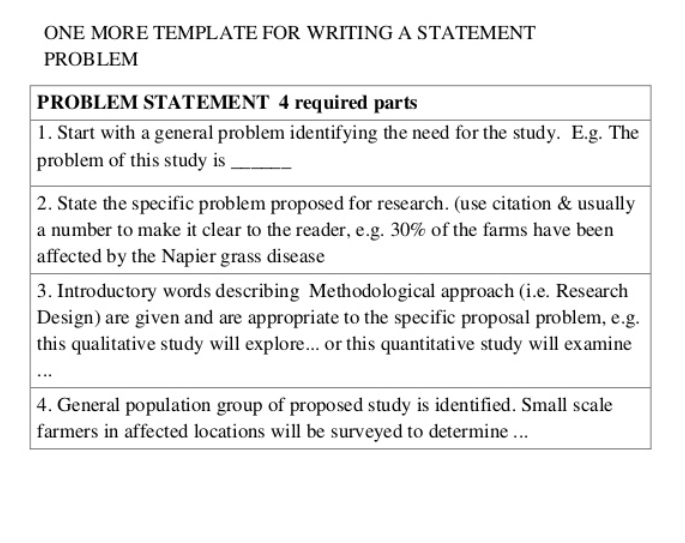 ONE MORE TEMPLATE FOR WRITING A STATEMENT
PROBLEM
PROBLEM STATEMENT 4 required parts
1. Start with a general problem identifying the need for the study. E.g. The
problem of this study is ______
2. State the specific problem proposed for research. (use citation & usually
a number to make it clear to the reader, e.g. 30% of the farms have been
affected by the Napier grass disease
3. Introductory words describing Methodological approach (i.e. Research
Design) are given and are appropriate to the specific proposal problem, e.g.
this qualitative study will explore... or this quantitative study will examine
...
4. General population group of proposed study is identified. Small scale
farmers in affected locations will be surveyed to determine ...